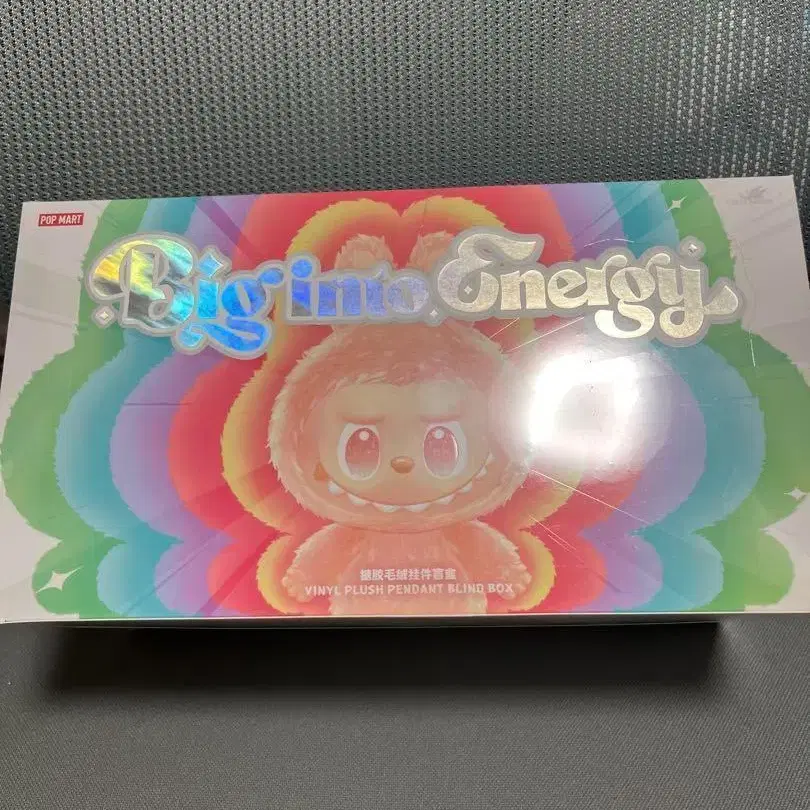 POP MART
Big into Energy
搪胶毛绒挂件盲盒
VINYL PLUSH PENDANT BLIND BOX